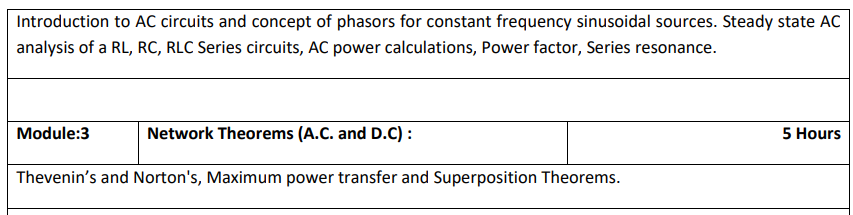 Introduction to AC circuits and concept of phasors for constant frequency sinusoidal sources. Steady state AC
analysis of a RL, RC, RLC Series circuits, AC power calculations, Power factor, Series resonance.
Module:3 Network Theorems (A.C. and D.C) : 5 Hours
Thevenin’s and Norton's, Maximum power transfer and Superposition Theorems.